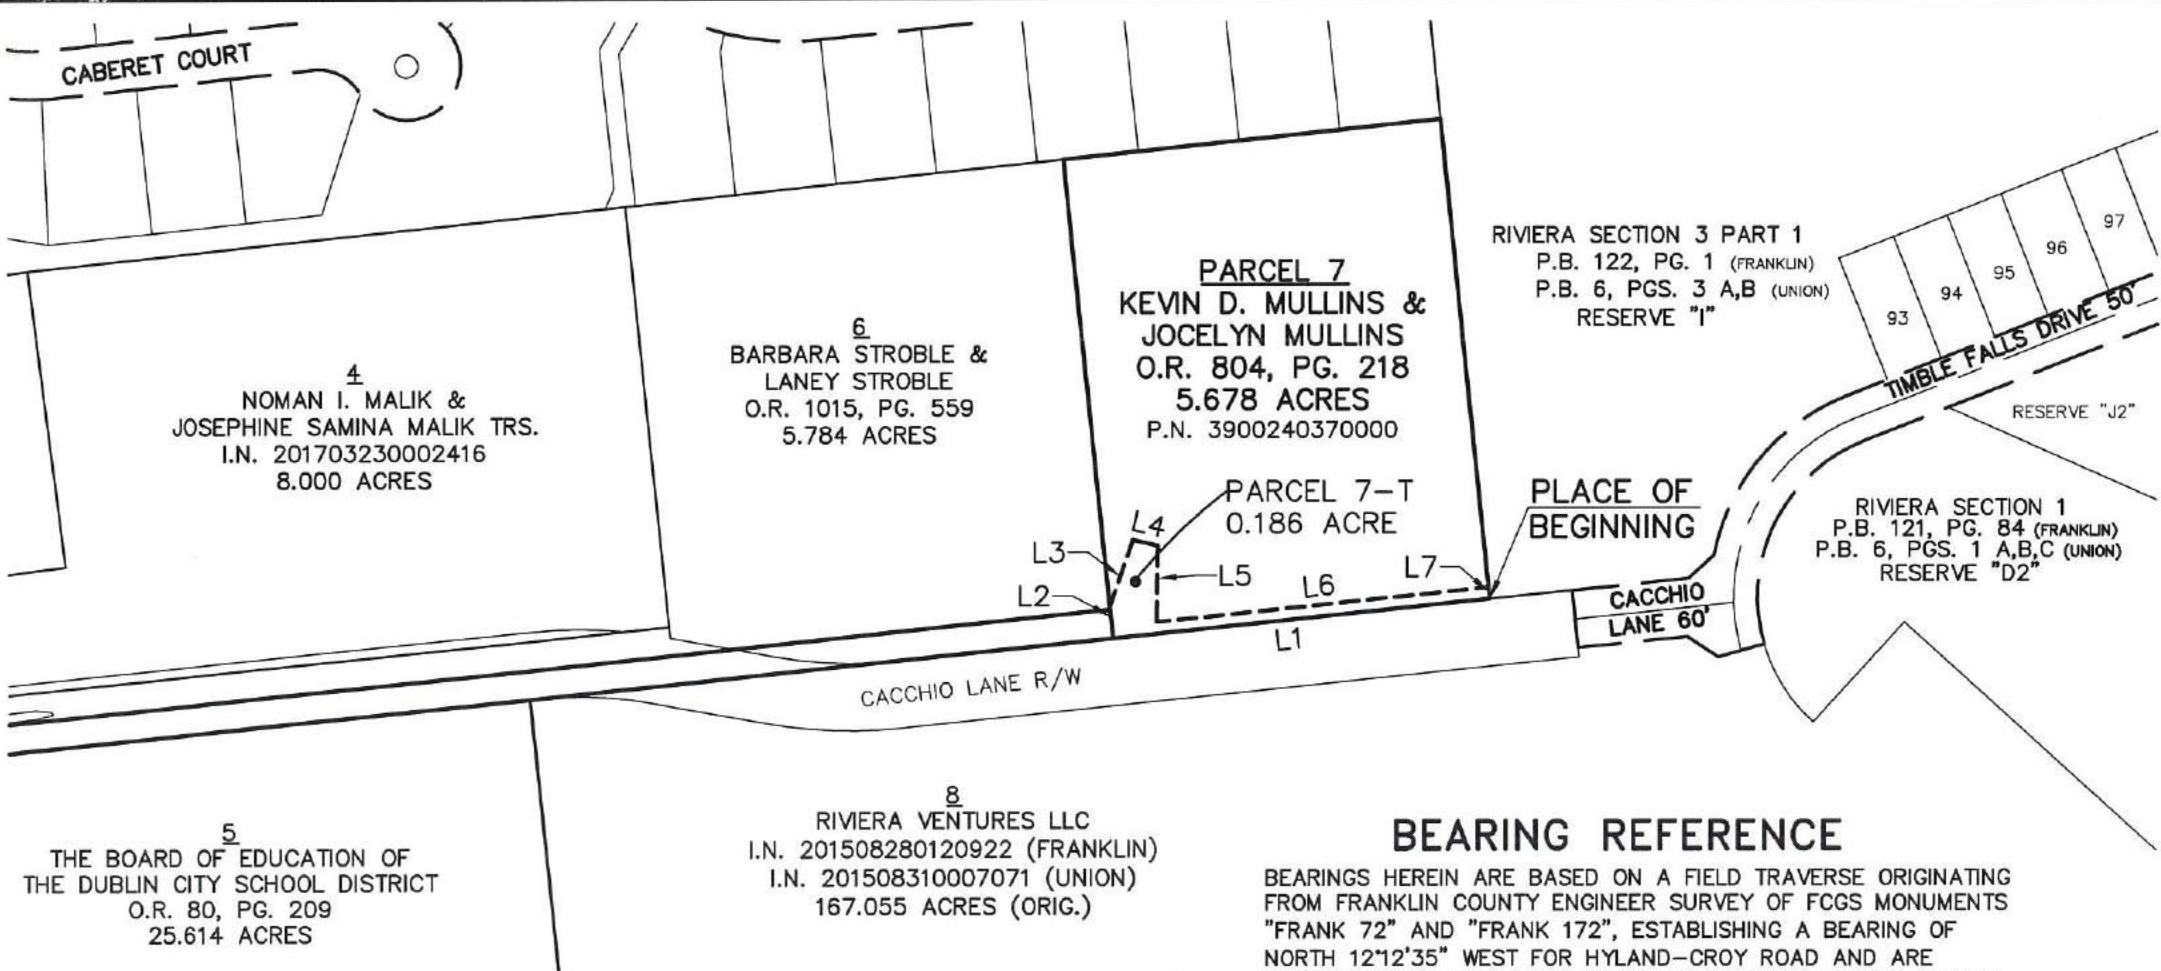 CABERET COURT
RIVIERA SECTION 3 PART 1
P.B. 122, PG. 1 (FRANKLIN)
P.B. 6, PGS. 3 A,B (UNION)
RESERVE "I"
93
94
95
96
97
TIMBLE FALLS DRIVE 50'
RESERVE "J2"
PARCEL 7
KEVIN D. MULLINS &
JOCELYN MULLINS
O.R. 804, PG. 218
5.678 ACRES
P.N. 3900240370000
6
BARBARA STROBLE &
LANEY STROBLE
O.R. 1015, PG. 559
5.784 ACRES
4
NOMAN I. MALIK &
JOSEPHINE SAMINA MALIK TRS.
I.N. 201703230002416
8.000 ACRES
PARCEL 7-T
0.186 ACRE
PLACE OF
BEGINNING
RIVIERA SECTION 1
P.B. 121, PG. 84 (FRANKLIN)
P.B. 6, PGS. 1 A,B,C (UNION)
RESERVE "D2"
L4
L3
L5
L7
L6
L2
L1
CACCHIO
LANE 60'
CACCHIO LANE R/W
5
THE BOARD OF EDUCATION OF
THE DUBLIN CITY SCHOOL DISTRICT
O.R. 80, PG. 209
25.614 ACRES
8
RIVIERA VENTURES LLC
I.N. 201508280120922 (FRANKLIN)
I.N. 201508310007071 (UNION)
167.055 ACRES (ORIG.)
BEARING REFERENCE
BEARINGS HEREIN ARE BASED ON A FIELD TRAVERSE ORIGINATING
FROM FRANKLIN COUNTY ENGINEER SURVEY OF FCGS MONUMENTS
"FRANK 72" AND "FRANK 172", ESTABLISHING A BEARING OF
NORTH 12°12'35" WEST FOR HYLAND-CROY ROAD AND ARE